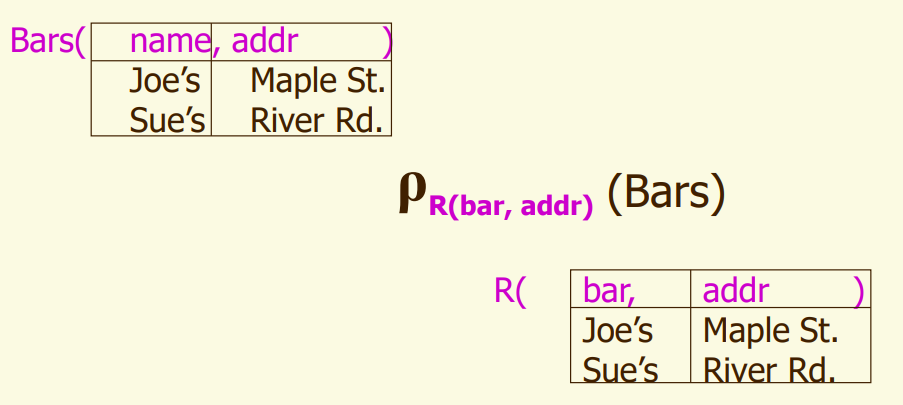 Bars( name, addr )
Joe’s Maple St.
Sue’s River Rd.
ρR(bar, addr) (Bars)
R( bar, addr )
Joe’s Maple St.
Sue’s River Rd.